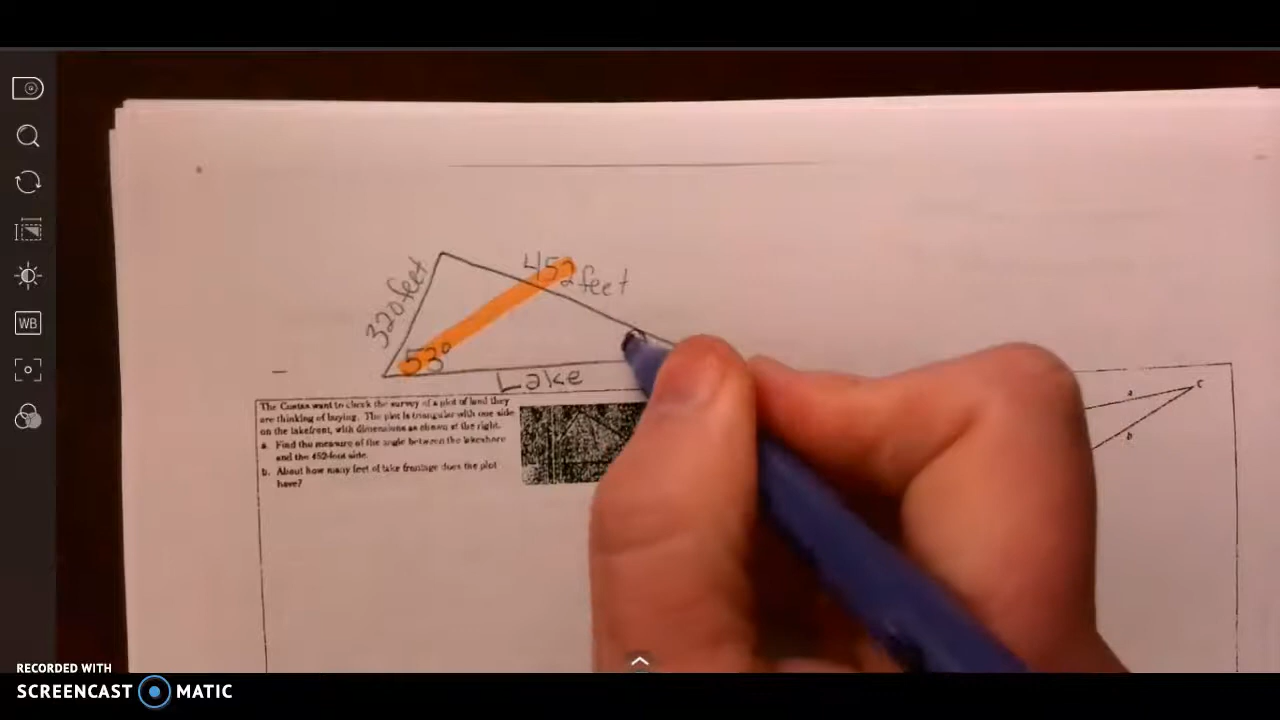 452 feet
320 feet
53°
Lake
The Costas want to check the survey of a plot of land they
are thinking of buying. The plot is triangular with one side
on the lakefront, with dimensions as shown at the right.
a. Find the measure of the angle between the lakeshore
and the 452-foot side.
b. About how many feet of lake frontage does the plot
have?
a
C
b
WB
RECORDED WITH
SCREENCAST MATIC